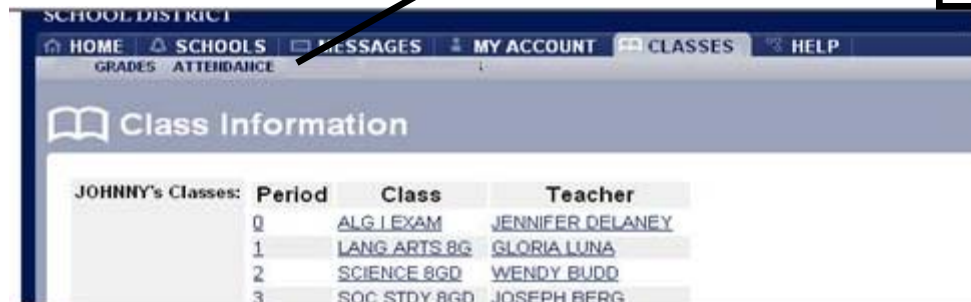 SCHOOL DISTRICT
HOME SCHOOLS MESSAGES MY ACCOUNT CLASSES HELP
GRADES ATTENDANCE
Class Information
JOHNNY's Classes: Period Class Teacher
0 ALG I EXAM JENNIFER DELANEY
1 LANG ARTS 8G GLORIA LUNA
2 SCIENCE 8GD WENDY BUDD
3 SOC STDY 8GD JOSEPH BERG